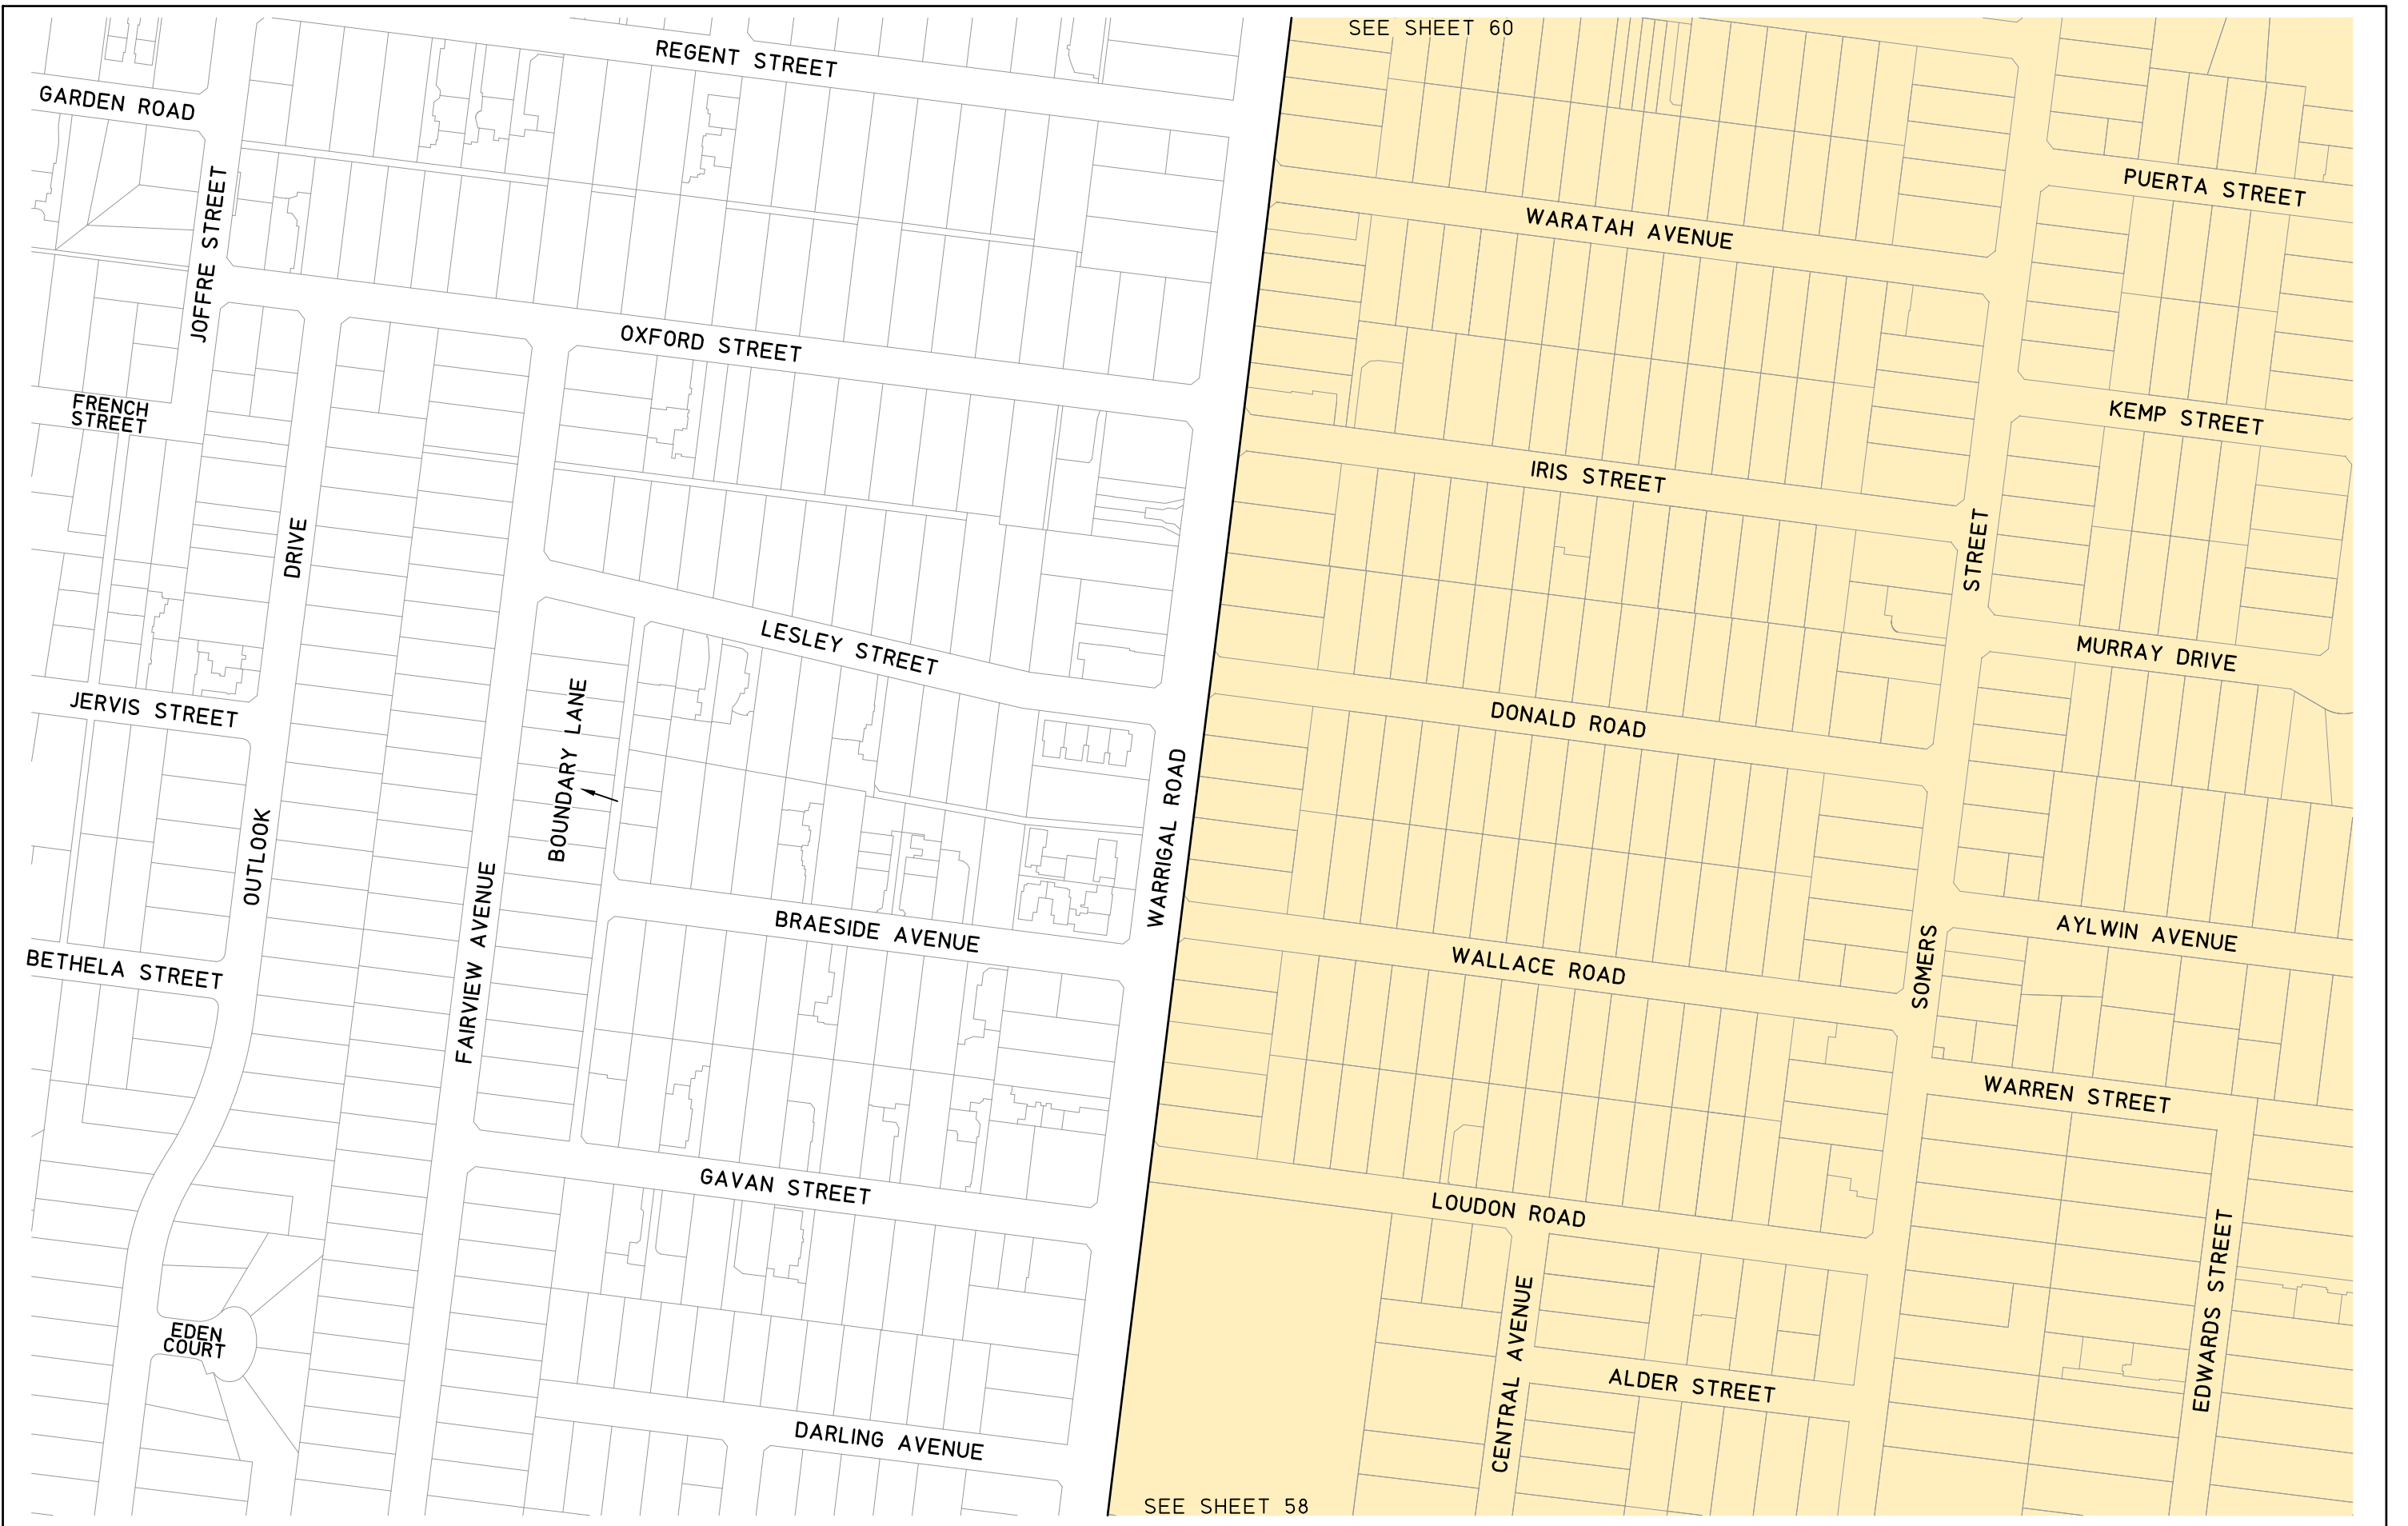 SEE SHEET 60
REGENT STREET
GARDEN ROAD
PUERTA STREET
WARATAH AVENUE
JOFFRE STREET
OXFORD STREET
FRENCH
STREET
KEMP STREET
IRIS STREET
DRIVE
STREET
LESLEY STREET
MURRAY DRIVE
JERVIS STREET
BOUNDARY LANE
DONALD ROAD
WARRIGAL ROAD
OUTLOOK
FAIRVIEW AVENUE
BRAESIDE AVENUE
AYLWIN AVENUE
BETHELA STREET
WALLACE ROAD
SOMERS
WARREN STREET
GAVAN STREET
LOUDON ROAD
EDWARDS STREET
EDEN
COURT
CENTRAL AVENUE
ALDER STREET
DARLING AVENUE
SEE SHEET 58